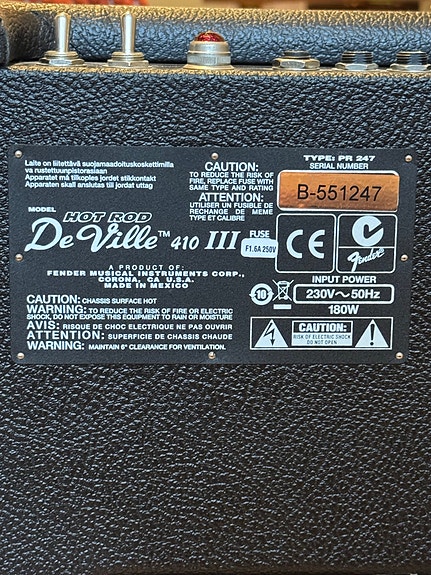 Laite on liitettävä suojamaadoituskoskettimilla
va rustettuunpistorasiaan
Apparatet må tilkoples jordet stikkontakt
Apparaten skall anslutas till jordat uttag
CAUTION:
TO REDUCE THE RISK OF
FIRE, REPLACE FUSE WITH
SAME TYPE AND RATING
ATTENTION:
UTILISER UN FUSIBLE DE
RECHANGE DE MEME
TYPE ET CALIBRE
TYPE: PR 247
SERIAL NUMBER
B-551247
MODEL
HOT ROD
DeVille™ 410 III
FUSE
F1.6A 250V
CE
Fender
A PRODUCT OF:
FENDER MUSICAL INSTRUMENTS CORP.,
CORONA, CA U.S.A.
MADE IN MEXICO
10
INPUT POWER
230V～50Hz
180W
CAUTION: CHASSIS SURFACE HOT
WARNING: TO REDUCE THE RISK OF FIRE OR ELECTRIC
SHOCK, DO NOT EXPOSE THIS EQUIPMENT TO RAIN OR MOISTURE
AVIS: RISQUE DE CHOC ELECTRIQUE NE PAS OUVRIR
ATTENTION: SUPERFICIE DE CHASSIS CHAUDE
WARNING: MAINTAIN 6" CLEARANCE FOR VENTILATION.
CAUTION:
RISK OF ELECTRIC SHOCK
DO NOT OPEN